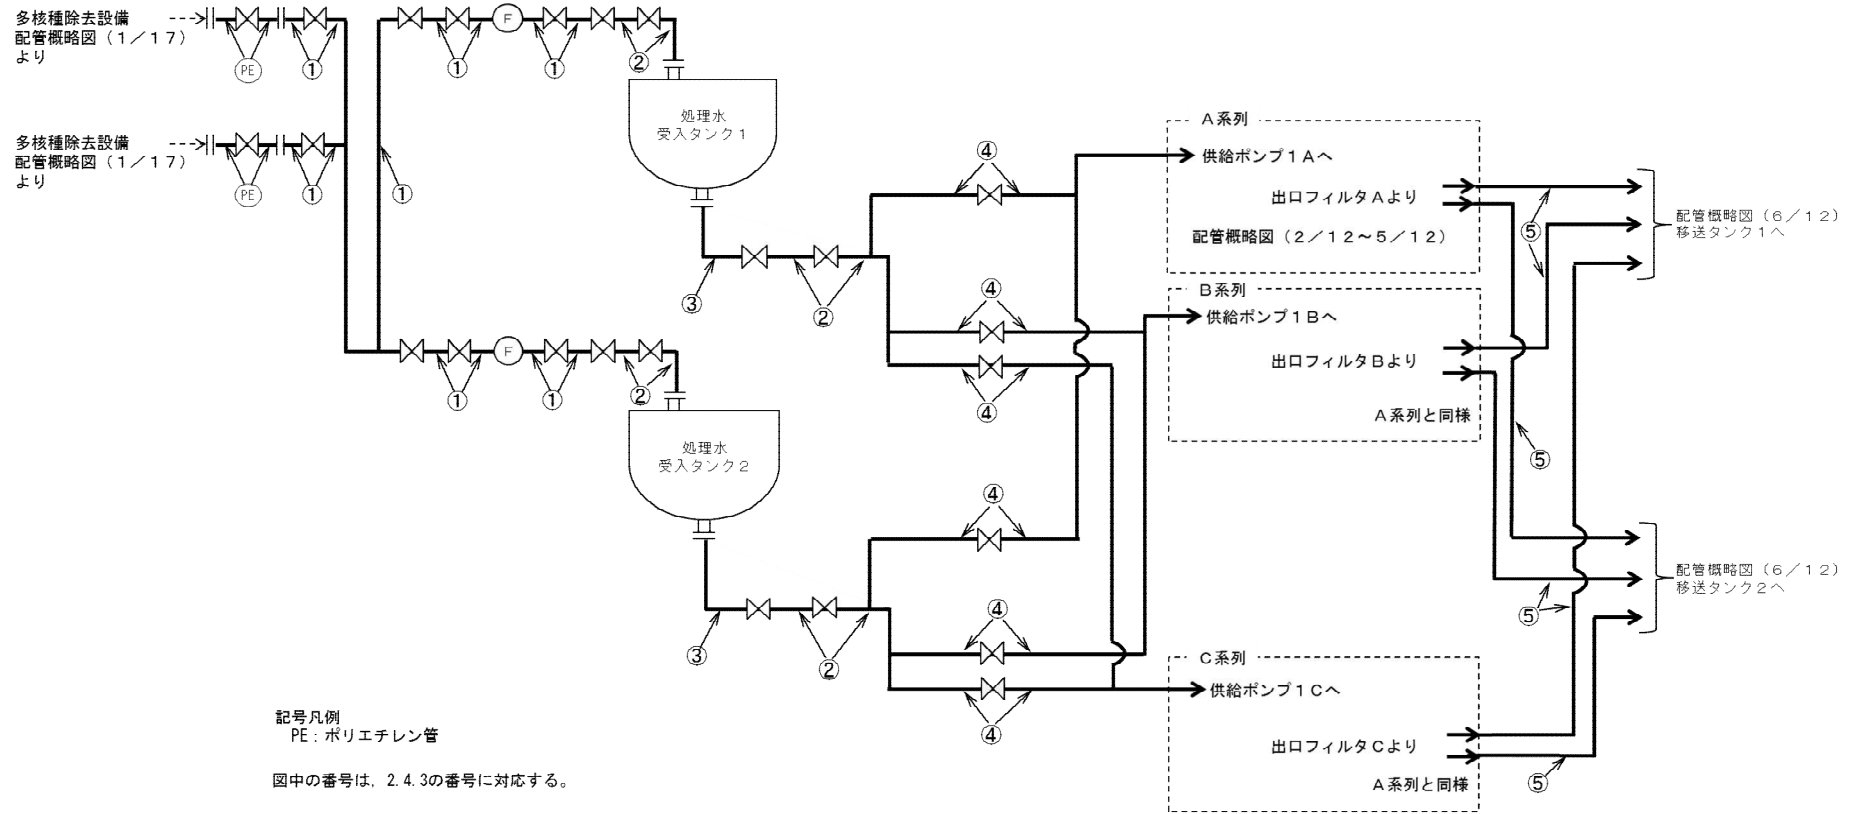 多核種除去設備
配管概略図（１／１７）
より
PE
①
①
F
①
②
処理水
受入タンク１
多核種除去設備
配管概略図（１／１７）
より
PE
①
①
③
②
④
④
④
A系列
供給ポンプ１Aへ
出口フィルタAより
配管概略図（２／１２～５／１２）
⑤
配管概略図（６／１２）
移送タンク１へ
B系列
供給ポンプ１Bへ
出口フィルタBより
A系列と同様
⑤
①
F
①
②
処理水
受入タンク２
③
②
④
④
④
⑤
配管概略図（６／１２）
移送タンク２へ
C系列
供給ポンプ１Cへ
出口フィルタCより
A系列と同様
⑤
記号凡例
PE：ポリエチレン管
図中の番号は，2.4.3の番号に対応する。